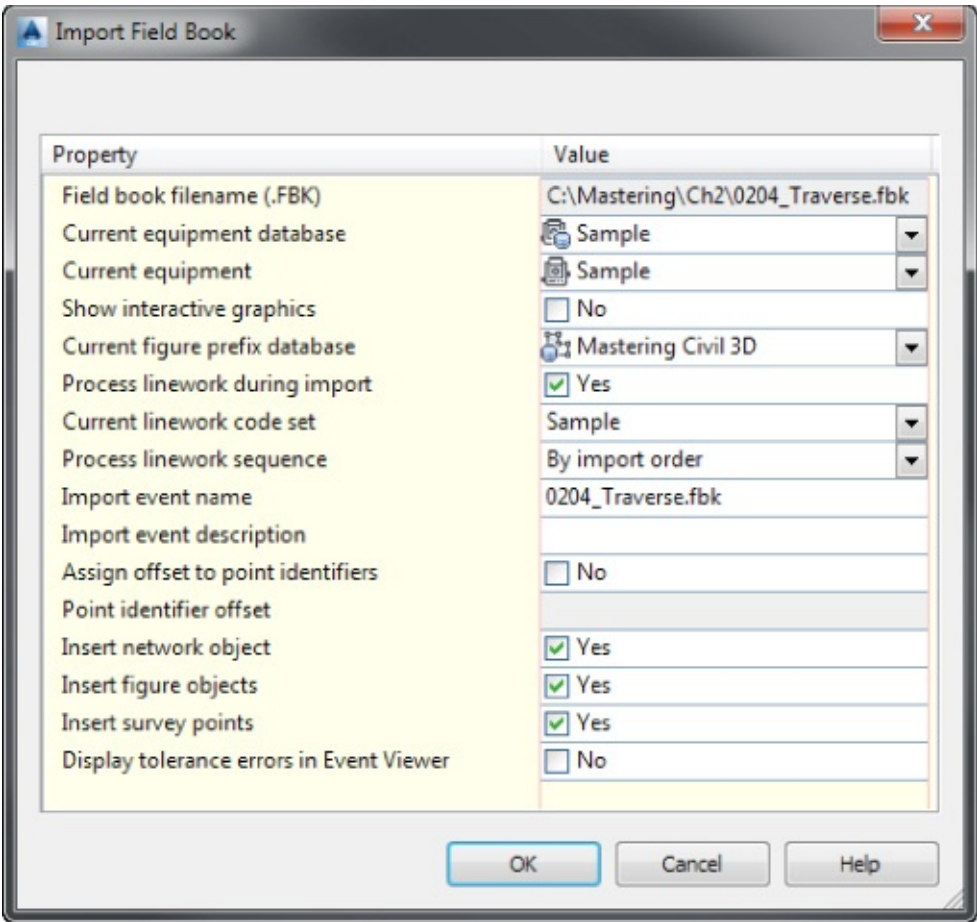 Import Field Book
Property Value
Field book filename (.FBK) C:\Mastering\Ch2\0204_Traverse.fbk
Current equipment database Sample
Current equipment Sample
Show interactive graphics No
Current figure prefix database Mastering Civil 3D
Process linework during import Yes
Current linework code set Sample
Process linework sequence By import order
Import event name 0204_Traverse.fbk
Import event description
Assign offset to point identifiers No
Point identifier offset
Insert network object Yes
Insert figure objects Yes
Insert survey points Yes
Display tolerance errors in Event Viewer No
OK Cancel Help